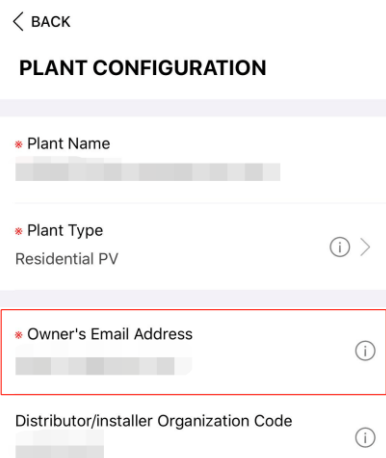 BACK
PLANT CONFIGURATION
* Plant Name
* Plant Type
Residential PV
* Owner's Email Address
Distributor/installer Organization Code